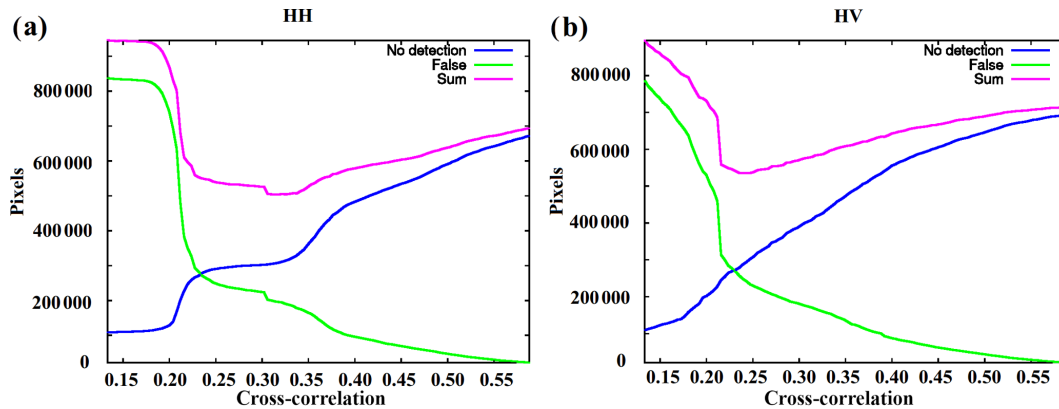 (a)
HH
No detection
False
Sum
Pixels
800 000
600 000
400 000
200 000
0
0.15 0.20 0.25 0.30 0.35 0.40 0.45 0.50 0.55
Cross-correlation
(b)
HV
No detection
False
Sum
Pixels
800 000
600 000
400 000
200 000
0
0.15 0.20 0.25 0.30 0.35 0.40 0.45 0.50 0.55
Cross-correlation